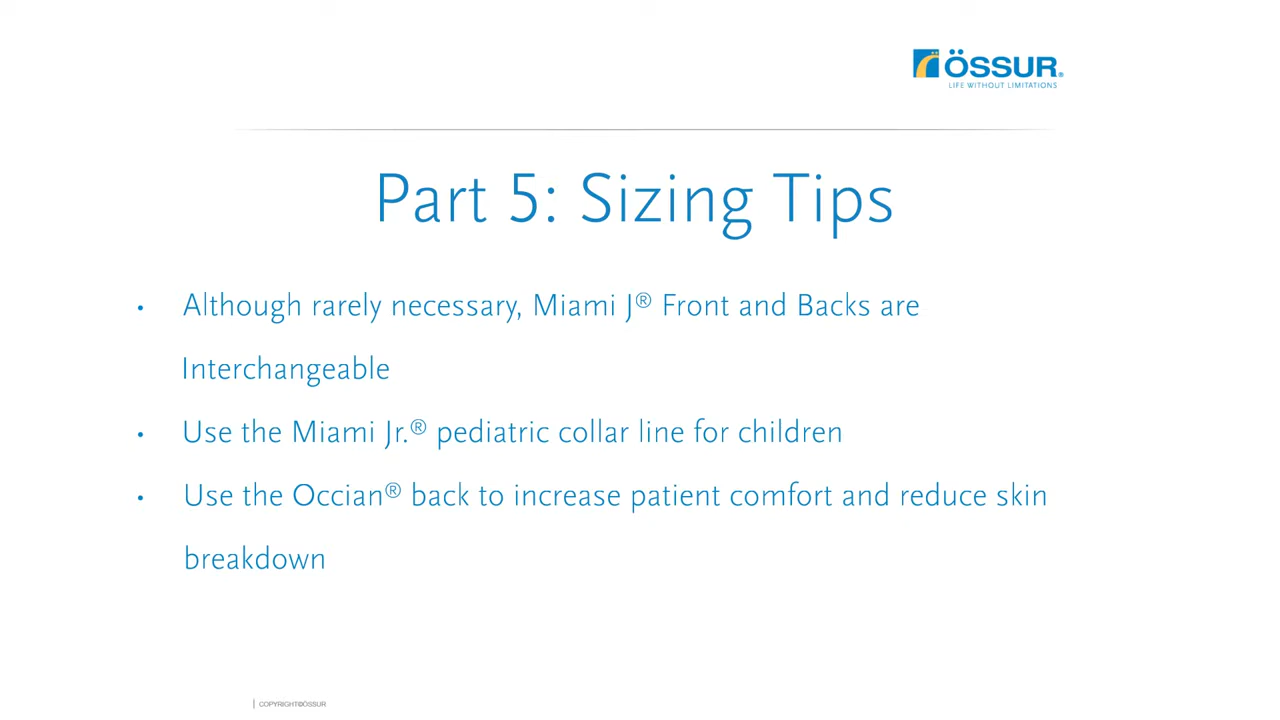 ÖSSUR®
LIFE WITHOUT LIMITATIONS
Part 5: Sizing Tips
• Although rarely necessary, Miami J® Front and Backs are
Interchangeable
• Use the Miami Jr.® pediatric collar line for children
• Use the Occian® back to increase patient comfort and reduce skin
breakdown
COPYRIGHT©ÖSSUR